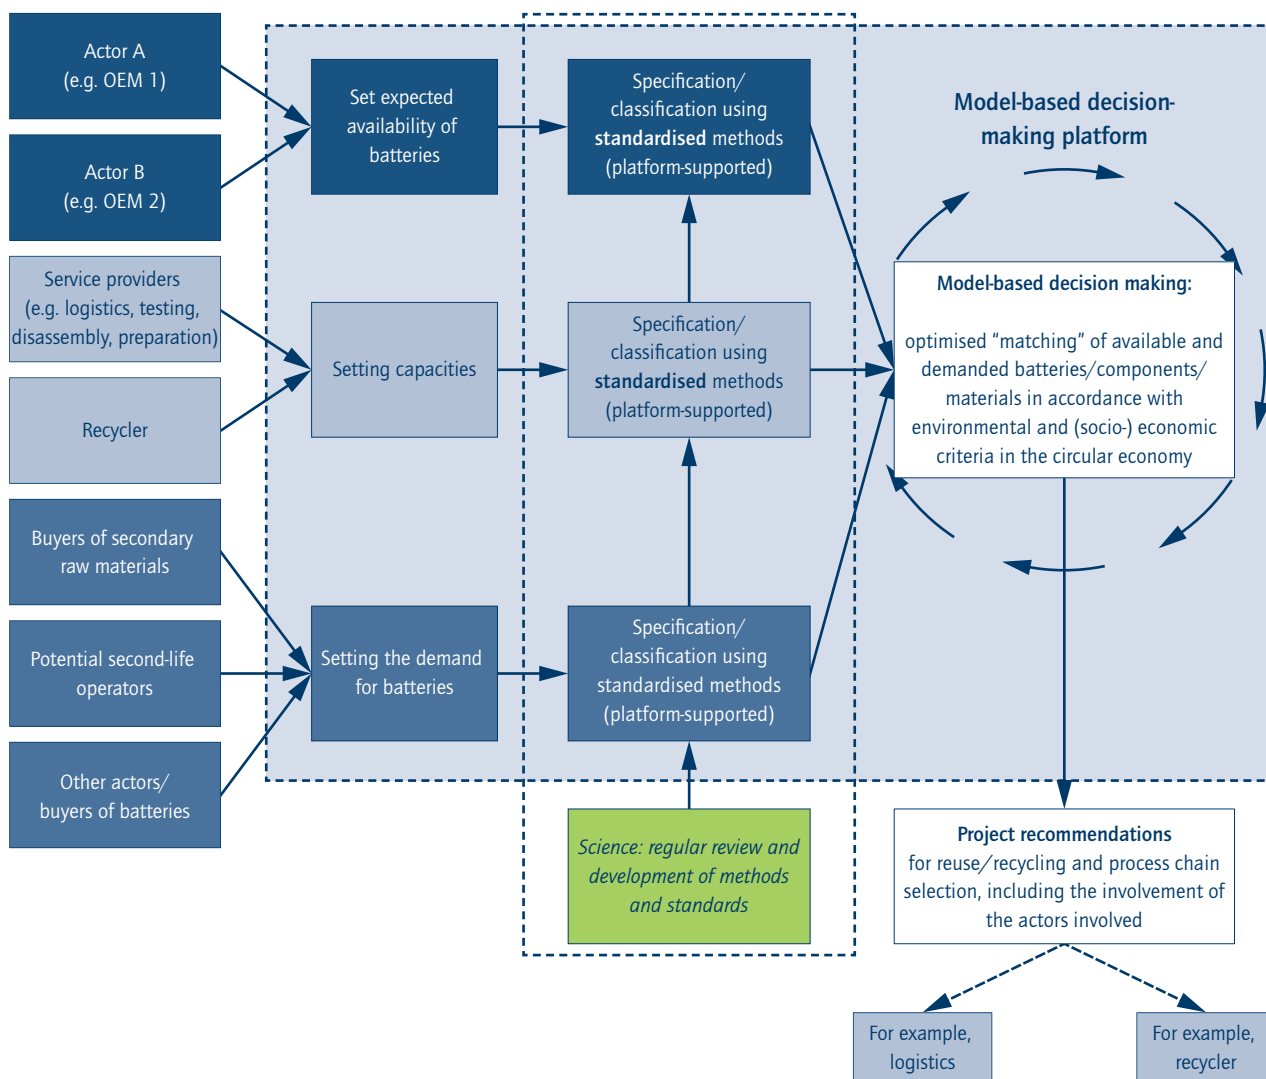 Actor A
(e.g. OEM 1)
Actor B
(e.g. OEM 2)
Service providers
(e.g. logistics, testing,
disassembly, preparation)
Recycler
Buyers of secondary
raw materials
Potential second-life
operators
Other actors/
buyers of batteries
Set expected
availability of
batteries
Setting capacities
Setting the demand
for batteries
Specification/
classification using
standardised methods
(platform-supported)
Specification/
classification using
standardised methods
(platform-supported)
Specification/
classification using
standardised methods
(platform-supported)
Science: regular review and
development of methods
and standards
Model-based decision-
making platform
Model-based decision making:
optimised “matching” of available and
demanded batteries/components/
materials in accordance with
environmental and (socio-) economic
criteria in the circular economy
Project recommendations
for reuse/recycling and process chain
selection, including the involvement of
the actors involved
For example,
logistics
For example,
recycler